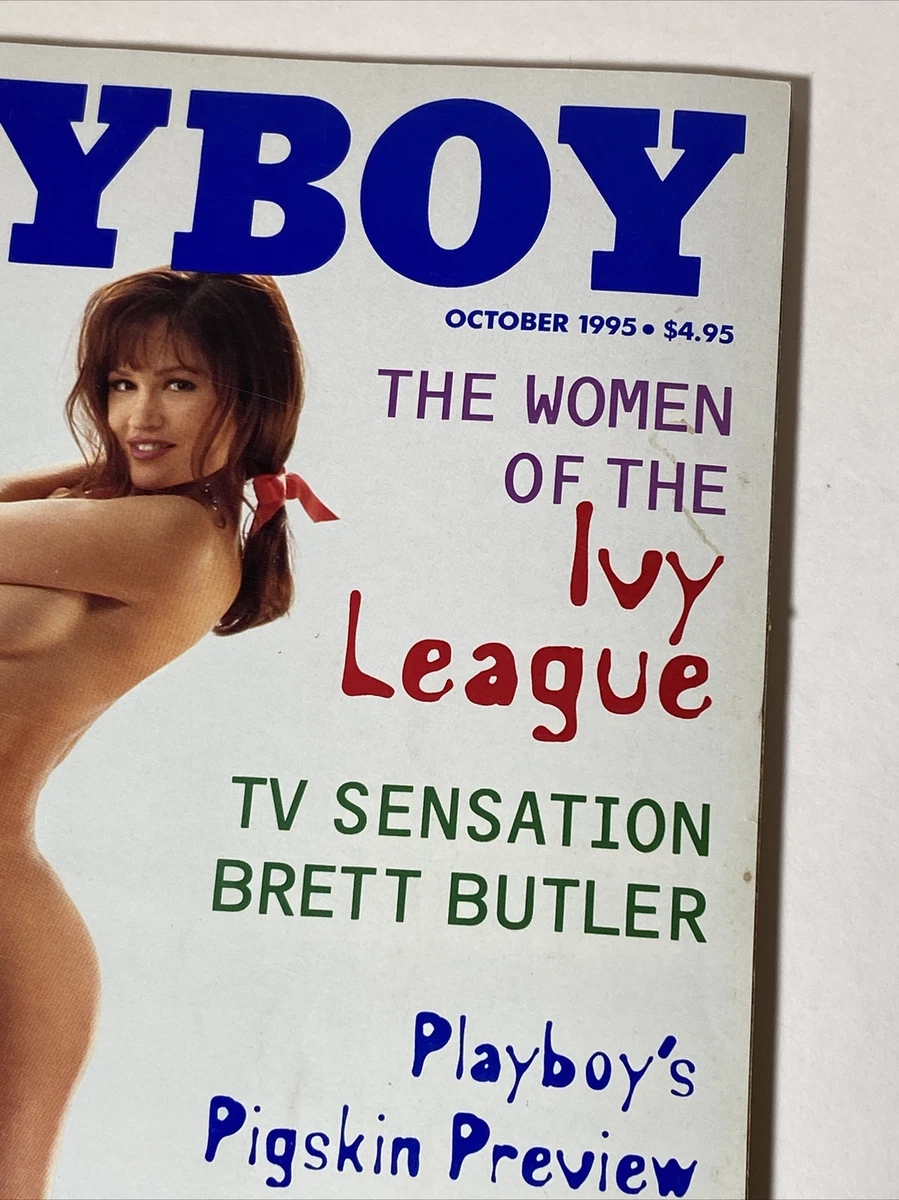 YBOY
OCTOBER 1995 • $4.95
THE WOMEN
OF THE
Ivy
League
TV SENSATION
BRETT BUTLER
Playboy's
Pigskin Preview